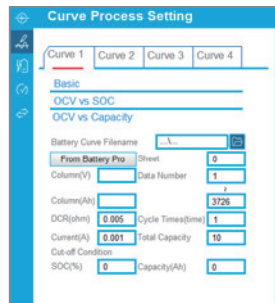 Curve Process Setting
Curve 1 Curve 2 Curve 3 Curve 4
Basic
OCV vs SOC
OCV vs Capacity
Battery Curve Filename ...\...
From Battery Pro Sheet 0
Column(V) Data Number 1
Column(Ah) 3726
DCR(ohm) 0.005 Cycle Times(time) 1
Current(A) 0.001 Total Capacity 10
Cut-off Condition
SOC(%) 0 Capacity(Ah) 0